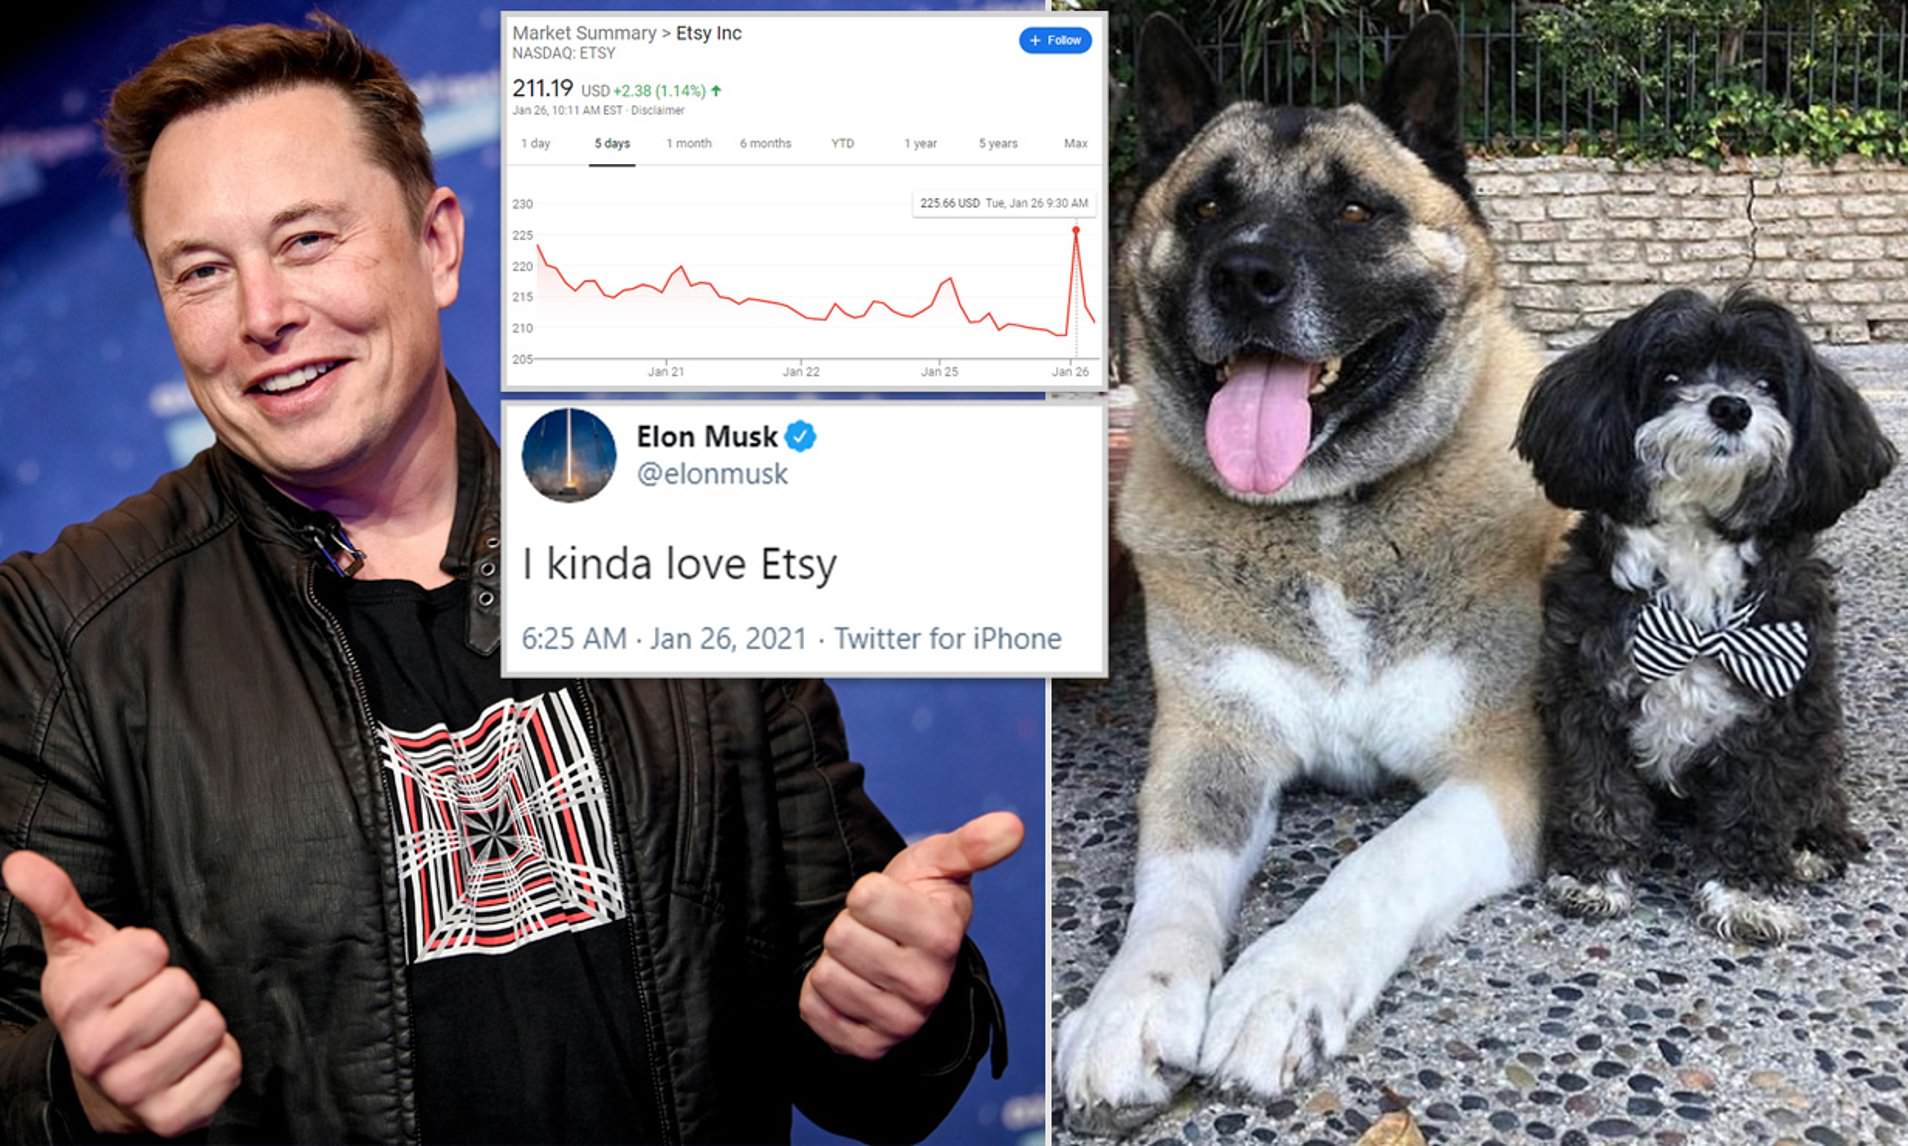 Market Summary > Etsy Inc
NASDAQ: ETSY
+ Follow
211.19 USD +2.38 (1.14%) ↑
Jan 26, 10:11 AM EST · Disclaimer
1 day 5 days 1 month 6 months YTD 1 year 5 years Max
225.66 USD Tue, Jan 26 9:30 AM
230
225
220
215
210
205
Jan 21 Jan 22 Jan 25 Jan 26
Elon Musk
@elonmusk
I kinda love Etsy
6:25 AM · Jan 26, 2021 · Twitter for iPhone